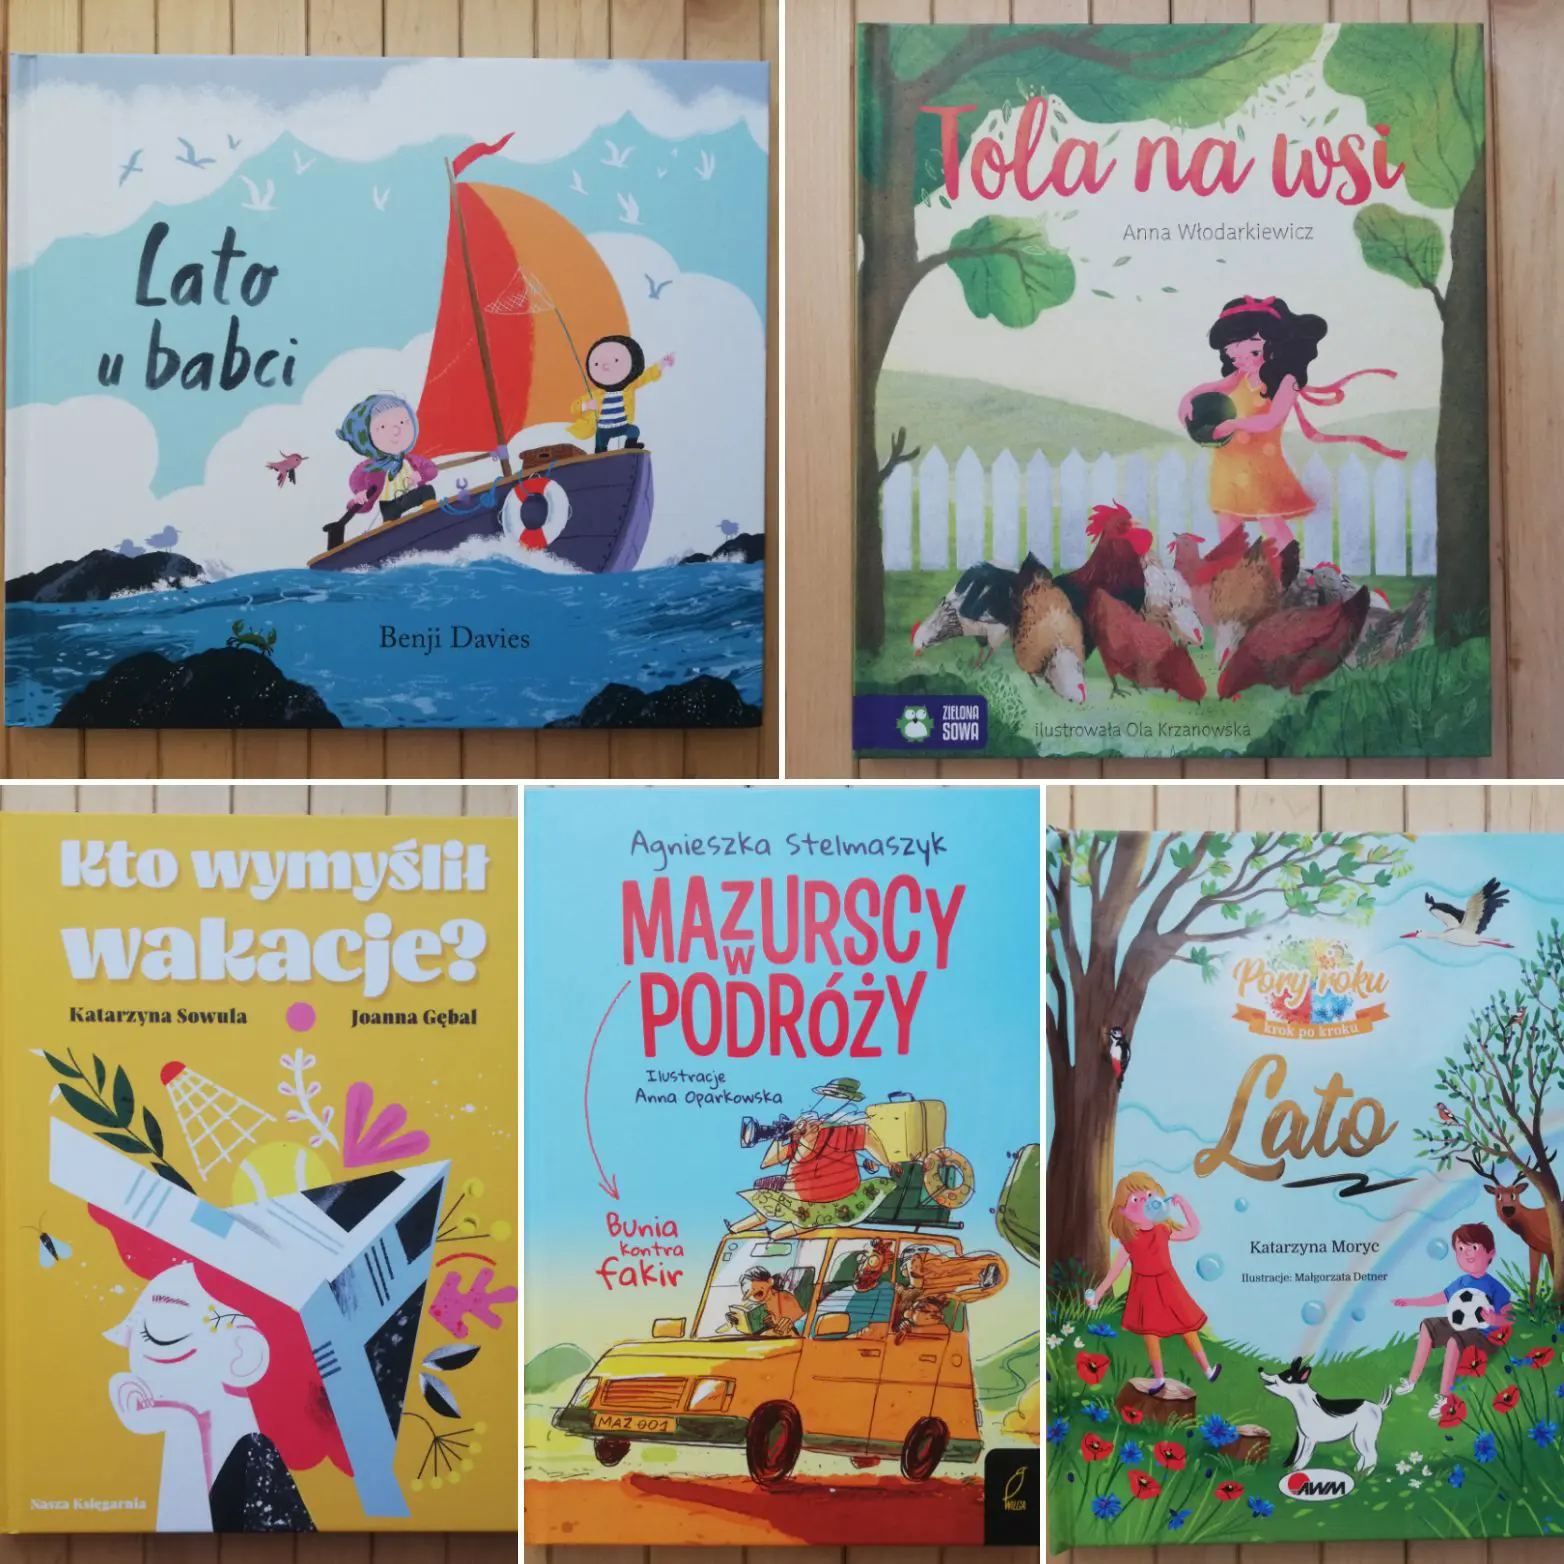 Lato
u babci
Benji Davies
Tola na wsi
Anna Włodarkiewicz
ZIELONA
SOWA
ilustrowała Ola Krzanowska
Kto wymyślił
wakacje?
Katarzyna Sowula
Joanna Gębal
Nasza Księgarnia
Agnieszka Stelmaszyk
MAZURSCY
W
PODRÓŻY
Ilustracje
Anna Oparkowska
Bunia
kontra
fakir
MAZ 001
WILGA
Pory roku
krok po kroku
Lato
Katarzyna Moryc
Ilustracje: Małgorzata Detner
AWM